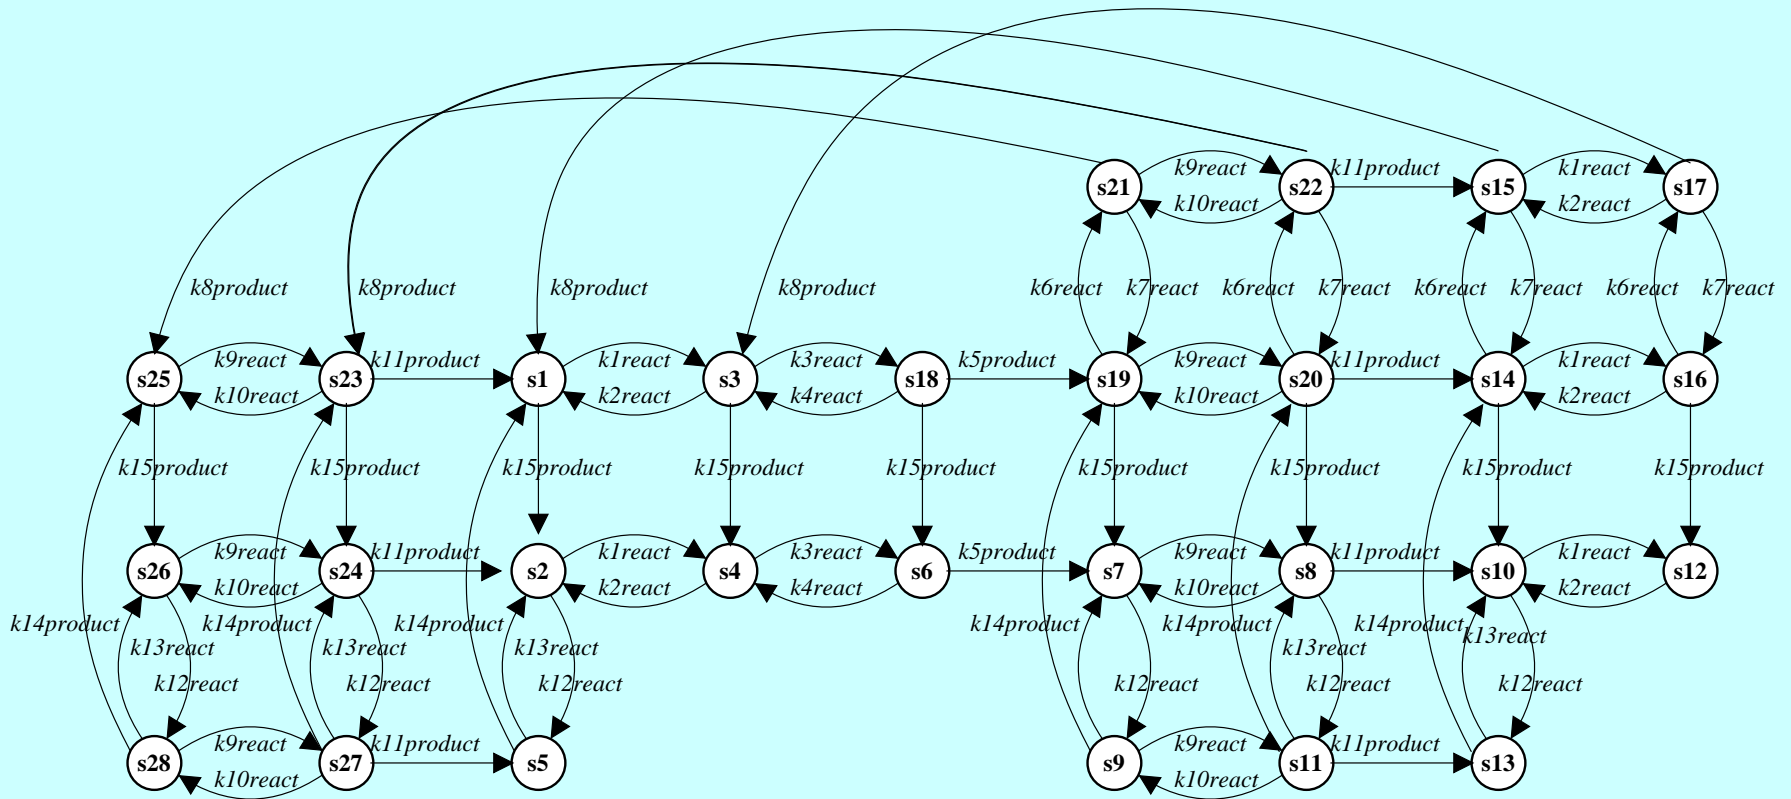 s21 k9react k10react s22 k11product s15 k1react k2react s17
k8product k8product k8product k8product k6react k7react k6react k7react k6react k7react k6react k7react
s25 k9react k10react s23 k11product s1 k1react k2react s3 k3react k4react s18 k5product s19 k9react k10react s20 k11product s14 k1react k2react s16
k15product k15product k15product k15product k15product k15product k15product k15product k15product
s26 k9react k10react s24 k11product s2 k1react k2react s4 k3react k4react s6 k5product s7 k9react k10react s8 k11product s10 k1react k2react s12
k14product k14product k14product k14product k14product k14product
k13react k13react k13react k13react k13react
k12react k12react k12react k12react k12react k12react
s28 k9react k10react s27 k11product s5 s9 k9react k10react s11 k11product s13